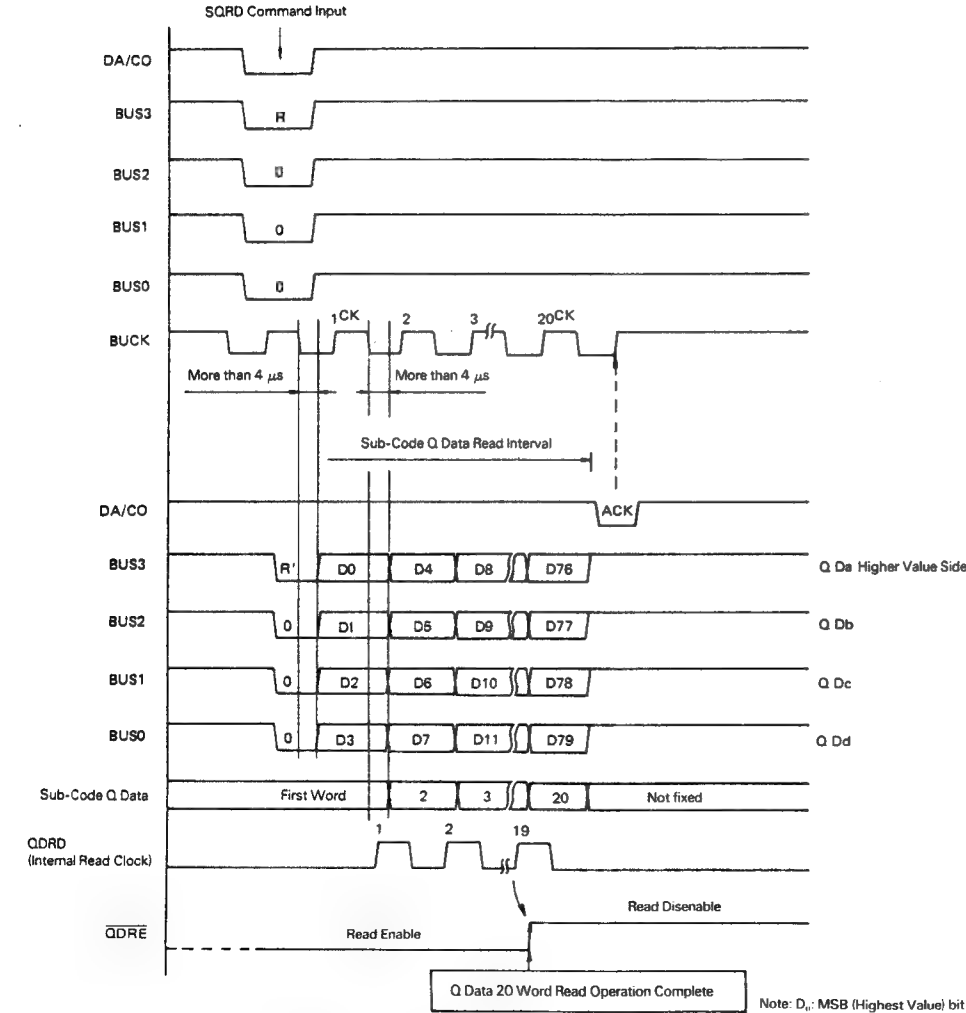 SQRD Command Input
DA/CO
BUS3 R
BUS2 0
BUS1 0
BUS0 0
BUCK 1CK 2 3 20CK
More than 4 μs More than 4 μs
Sub-Code Q Data Read Interval
DA/CO ACK
BUS3 R' D0 D4 D8 D76 Q Da Higher Value Side
BUS2 0 D1 D5 D9 D77 Q Db
BUS1 0 D2 D6 D10 D78 Q Dc
BUS0 0 D3 D7 D11 D79 Q Dd
Sub-Code Q Data First Word 2 3 20 Not fixed
QDRD 1 2 19
(Internal Read Clock)
Read Disenable
QDRE Read Enable
Q Data 20 Word Read Operation Complete
Note: Dn: MSB (Highest Value) bit